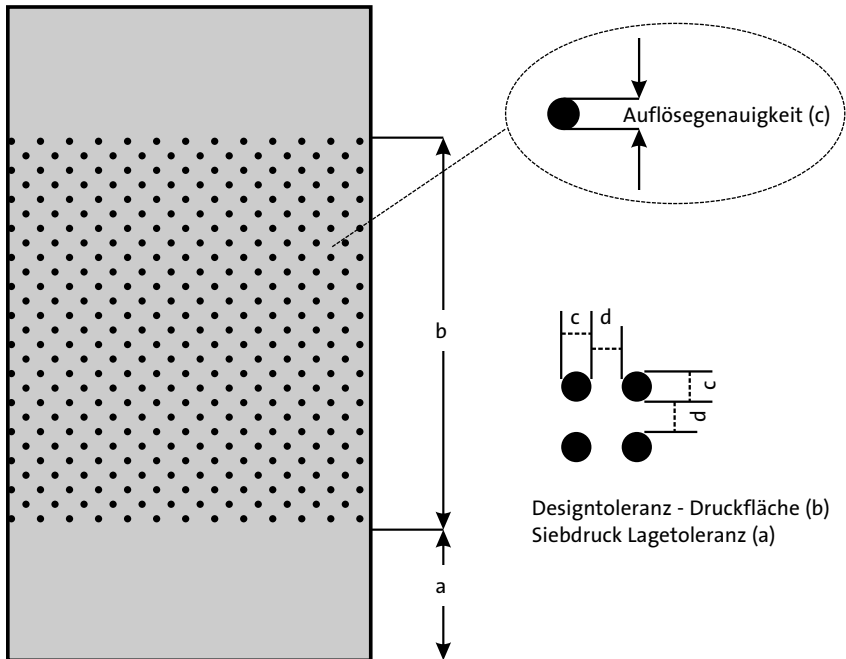 Auflösegenauigkeit (c)
b
a
c
d
c
d
Designtoleranz - Druckfläche (b)
Siebdruck Lagetoleranz (a)